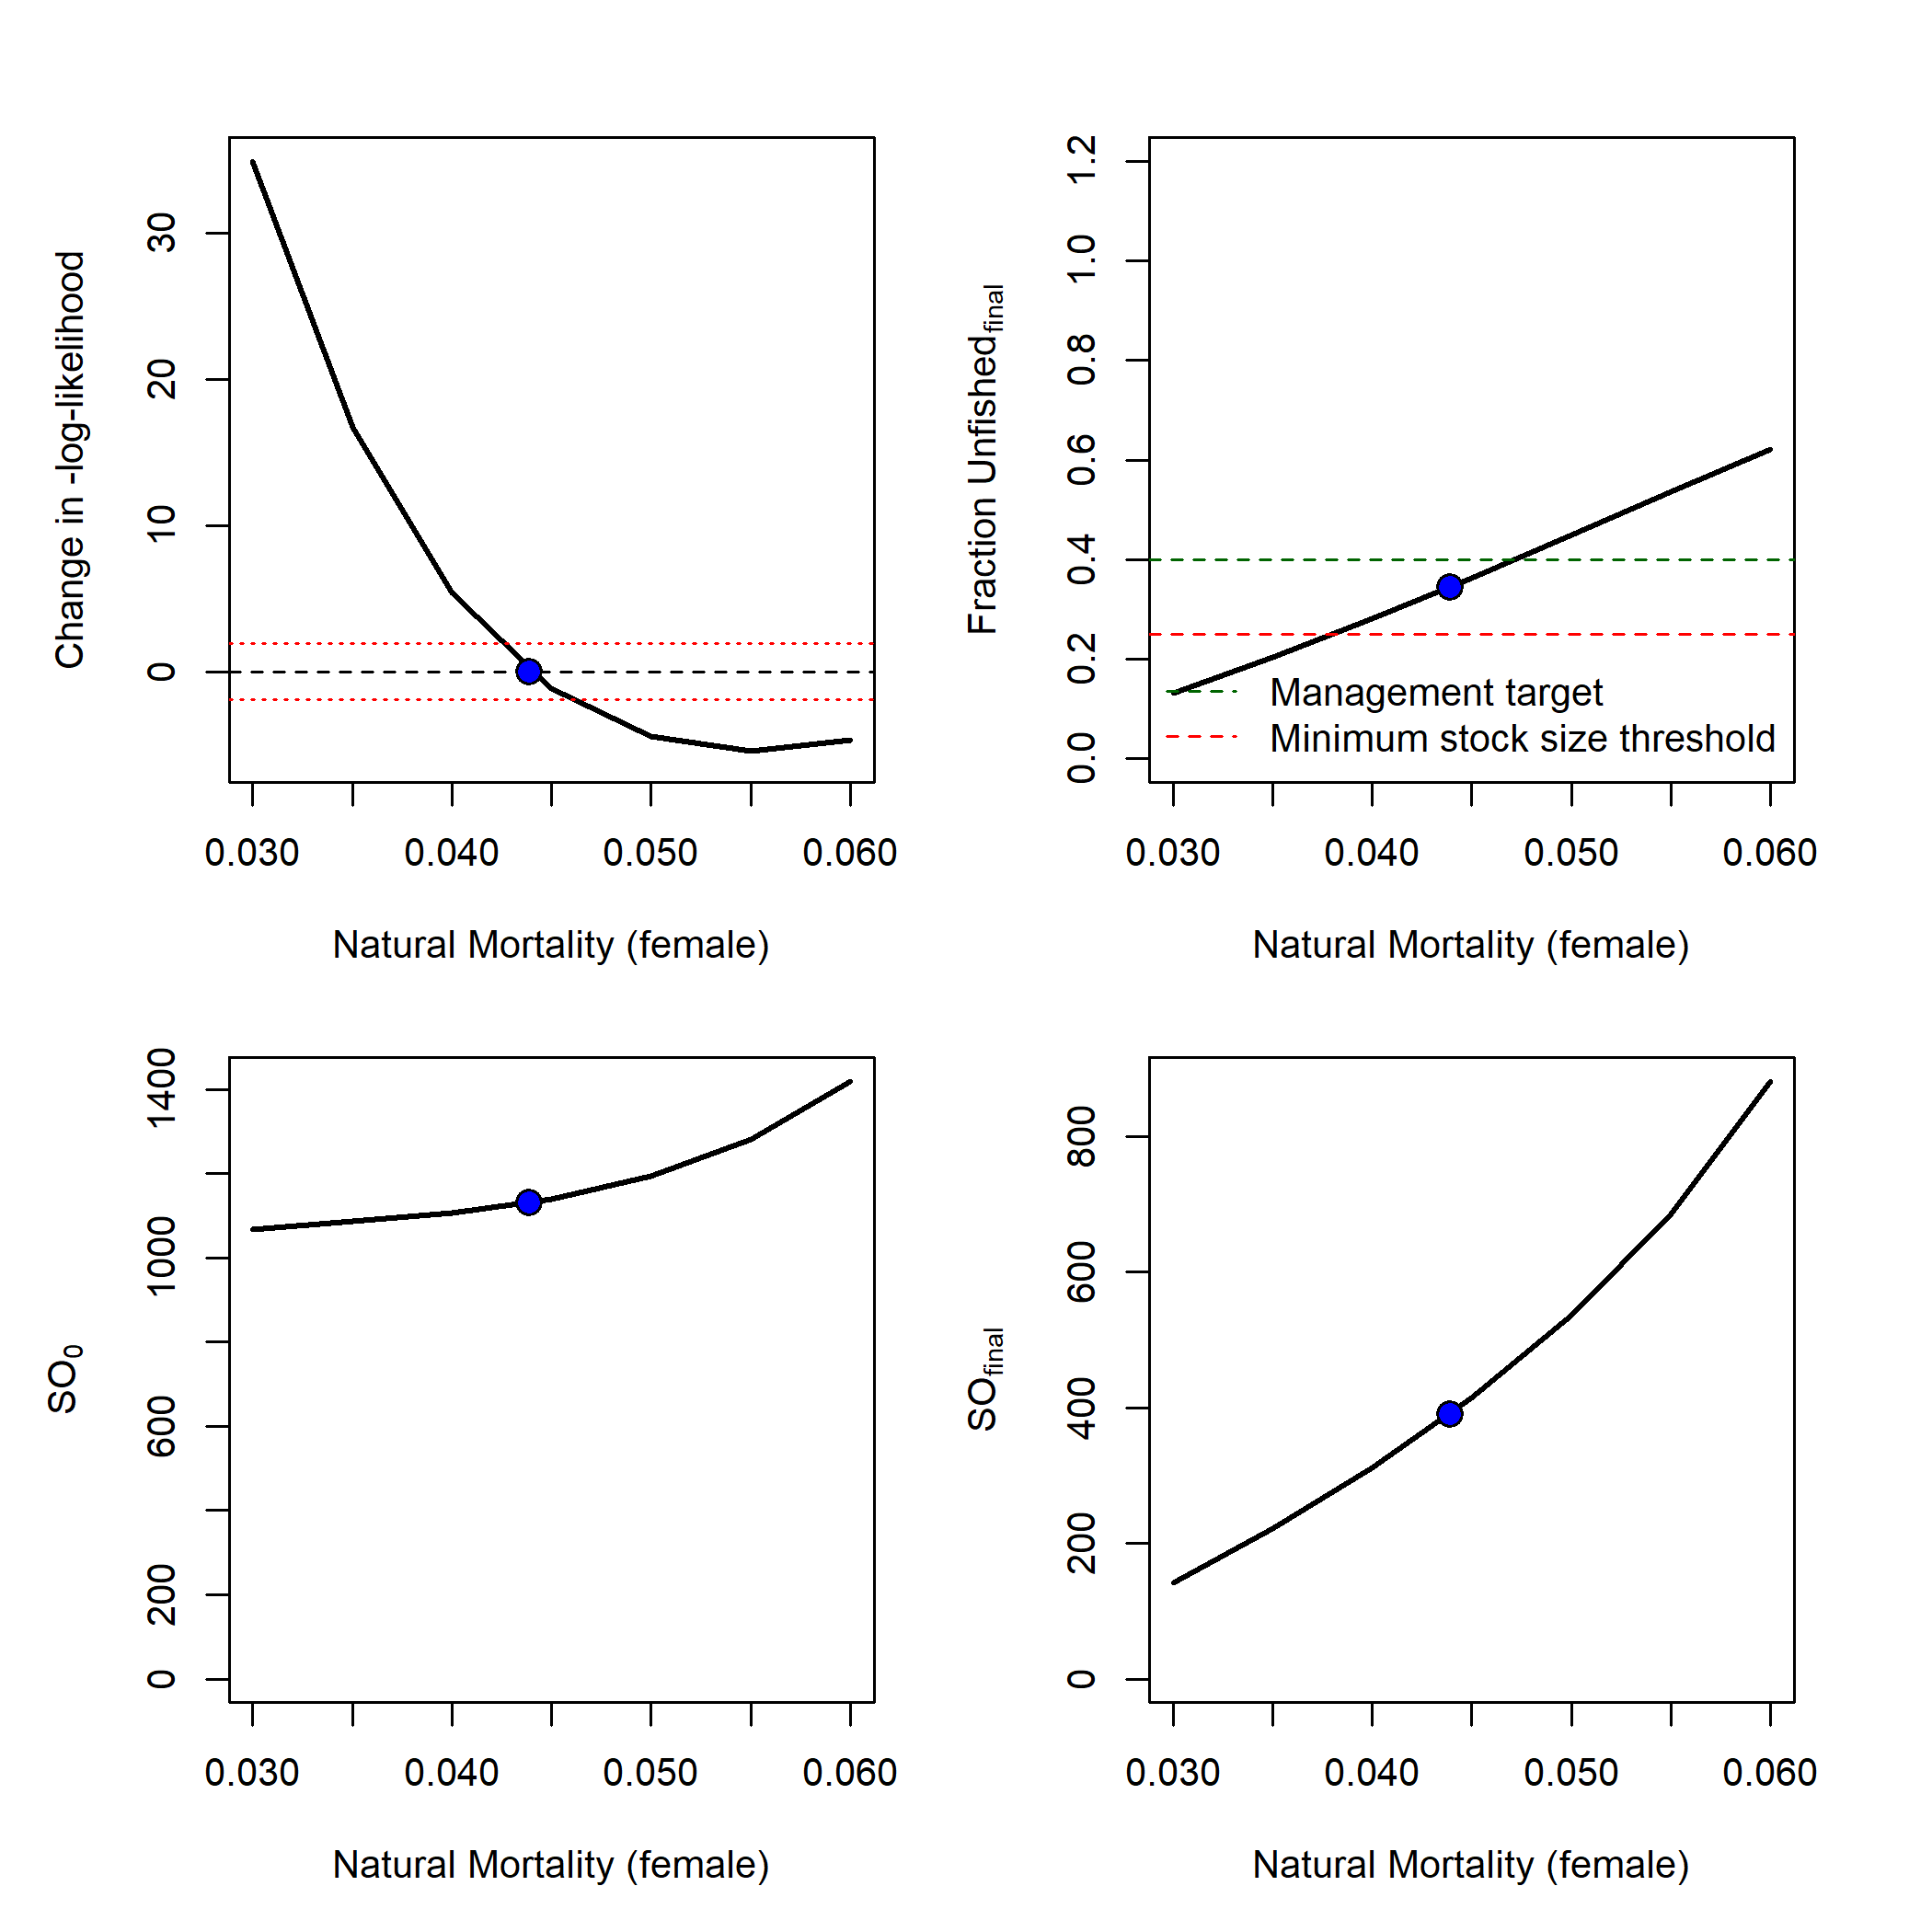 Change in -log-likelihood
30
20
10
0
0.030 0.040 0.050 0.060
Natural Mortality (female)
Fraction Unfished final
1.2
1.0
0.8
0.6
0.4
0.2
0.0
Management target
Minimum stock size threshold
0.030 0.040 0.050 0.060
Natural Mortality (female)
SO0
1400
1000
600
200
0
0.030 0.040 0.050 0.060
Natural Mortality (female)
SOfinal
800
600
400
200
0
0.030 0.040 0.050 0.060
Natural Mortality (female)